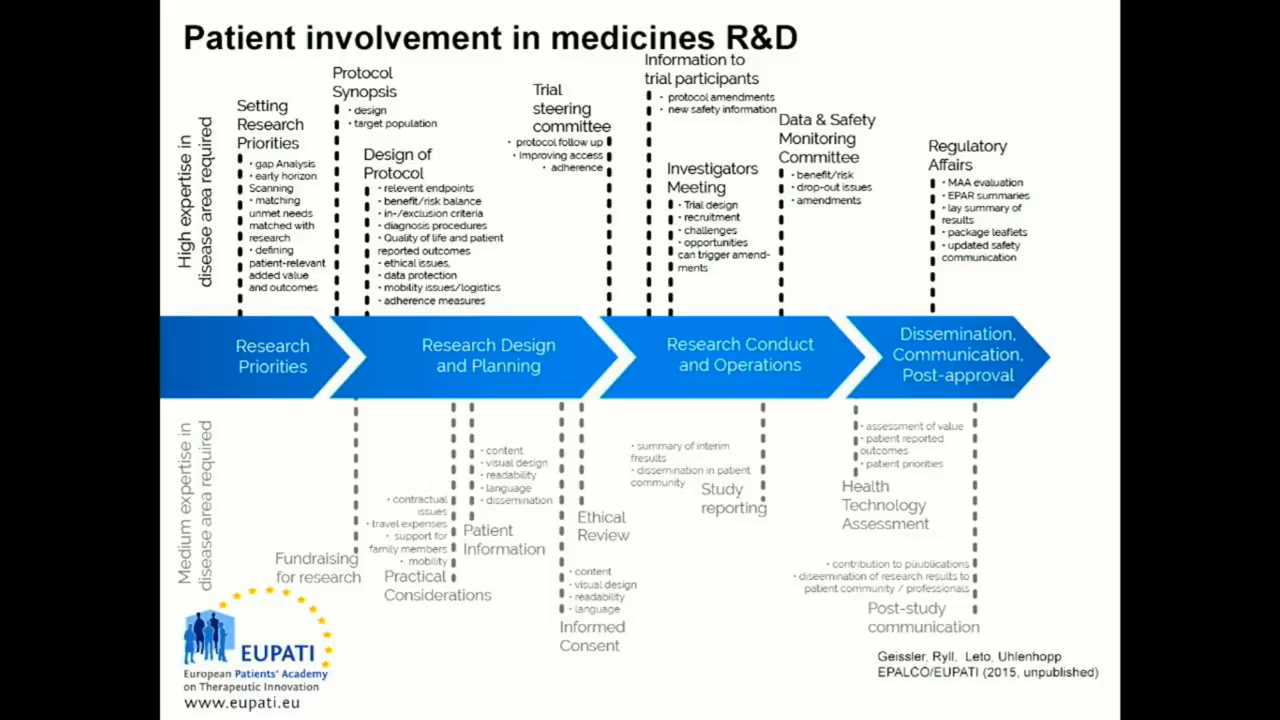 Patient involvement in medicines R&D
High expertise in
disease area required
Setting
Research
Priorities
• gap Analysis
• early horizon
Scanning
• matching
unmet needs
matched with
research
• defining
patient-relevant
added value
and outcomes
Protocol
Synopsis
• design
• target population
Design of
Protocol
• relevent endpoints
• benefit/risk balance
• in-/exclusion criteria
• diagnosis procedures
• Quality of life and patient
reported outcomes
• ethical issues,
• data protection
• mobility issues/logistics
• adherence measures
Trial
steering
committee
• protocol follow up
• improving access
• adherence
Information to
trial participants
• protocol amendments
• new safety information
Investigators
Meeting
• Trial design
• recruitment
• challenges
• opportunities
can trigger amend-
ments
Data & Safety
Monitoring
Committee
• benefit/risk
• drop-out issues
• amendments
Regulatory
Affairs
• MAA evaluation
• EPAR summaries
• lay summary of
results
• package leaflets
• updated safety
communication
Research
Priorities
Research Design
and Planning
Research Conduct
and Operations
Dissemination,
Communication,
Post-approval
Medium expertise in
disease area required
Fundraising
for research
• contractual
issues
• travel expenses
• support for
family members
• mobility
Practical
Considerations
• content
• visual design
• readability
• language
• dissemination
Patient
Information
Ethical
Review
• content
• visual design
• readability
• language
Informed
Consent
• summary of interim
fresults
• dissemination in patient
community
Study
reporting
• assessment of value
• patient reported
outcomes
• patient priorities
Health
Technology
Assessment
• contribution to püublications
• diseemination of research results to
patient community / professionals
Post-study
communication
EUPATI
European Patients' Academy
on Therapeutic Innovation
www.eupati.eu
Geissler, Ryll, Leto, Uhlenhopp
EPALCO/EUPATI (2015, unpublished)